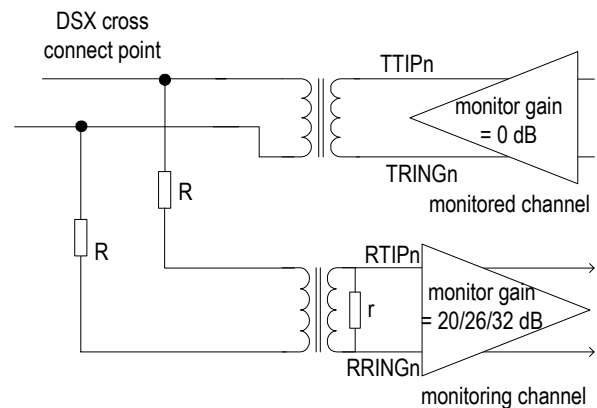 DSX cross
connect point
TTIPn
monitor gain
= 0 dB
TRINGn
monitored channel
R
R
RTIPn
monitor gain
= 20/26/32 dB
r
RRINGn
monitoring channel